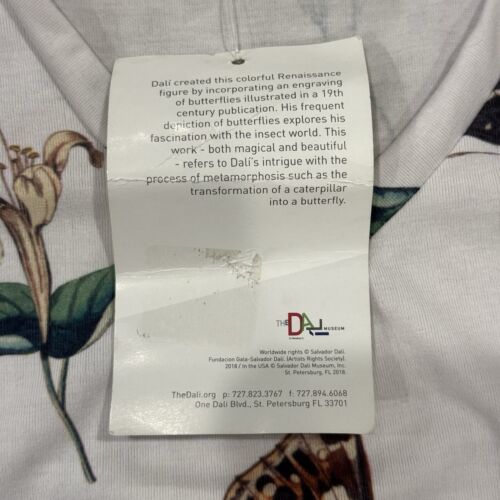 Dalí created this colorful Renaissance
figure by incorporating an engraving
of butterflies illustrated in a 19th
century publication. His frequent
depiction of butterflies explores his
fascination with the insect world. This
work - both magical and beautiful
- refers to Dalí's intrigue with the
process of metamorphosis such as the
transformation of a caterpillar
into a butterfly.
THE DALÍ MUSEUM
Worldwide rights © Salvador Dalí.
Fundacion Gala-Salvador Dalí. (Artists Rights Society).
2018 / In the USA © Salvador Dalí Museum, Inc.
St. Petersburg, FL 2018.
TheDali.org p: 727.823.3767 f: 727.894.6068
One Dalí Blvd., St. Petersburg FL 33701